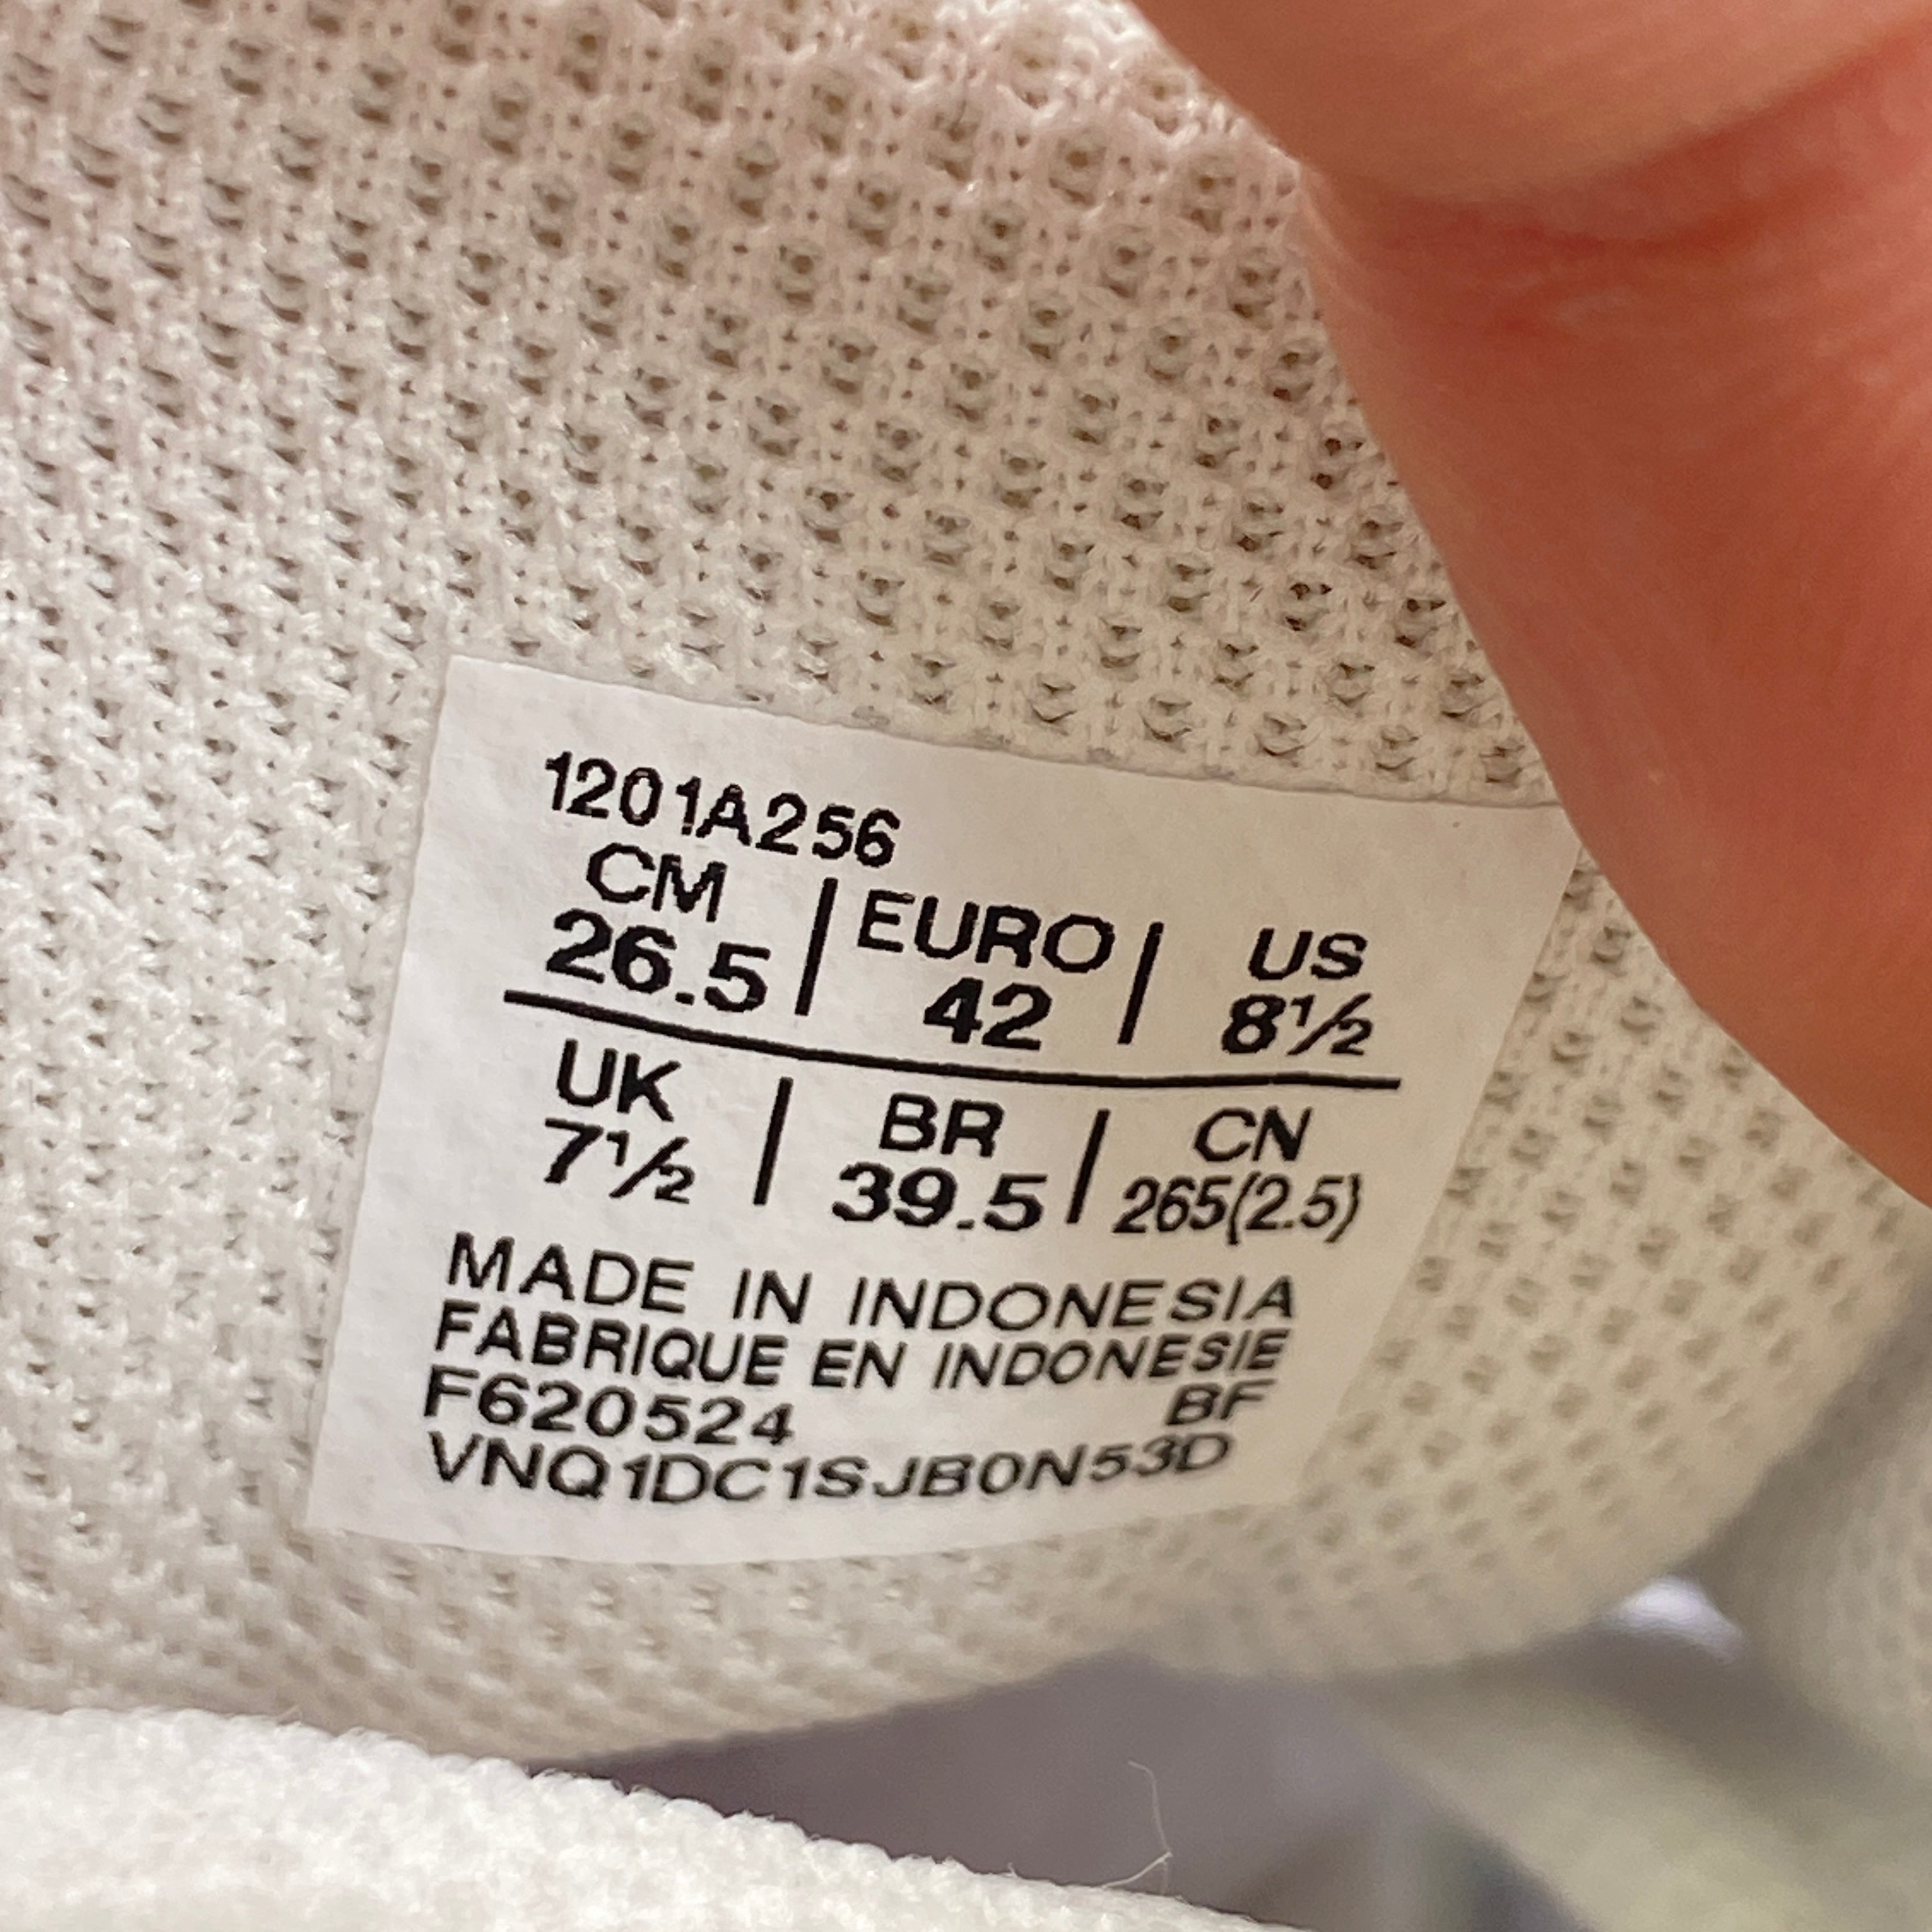 1201A256
CM | EURO | US
26.5 | 42 | 8½
UK | BR | CN
7½ | 39.5 | 265(2.5)
MADE IN INDONESIA
FABRIQUE EN INDONESIE
F620524 BF
VNQ1DC1SJB0N53D